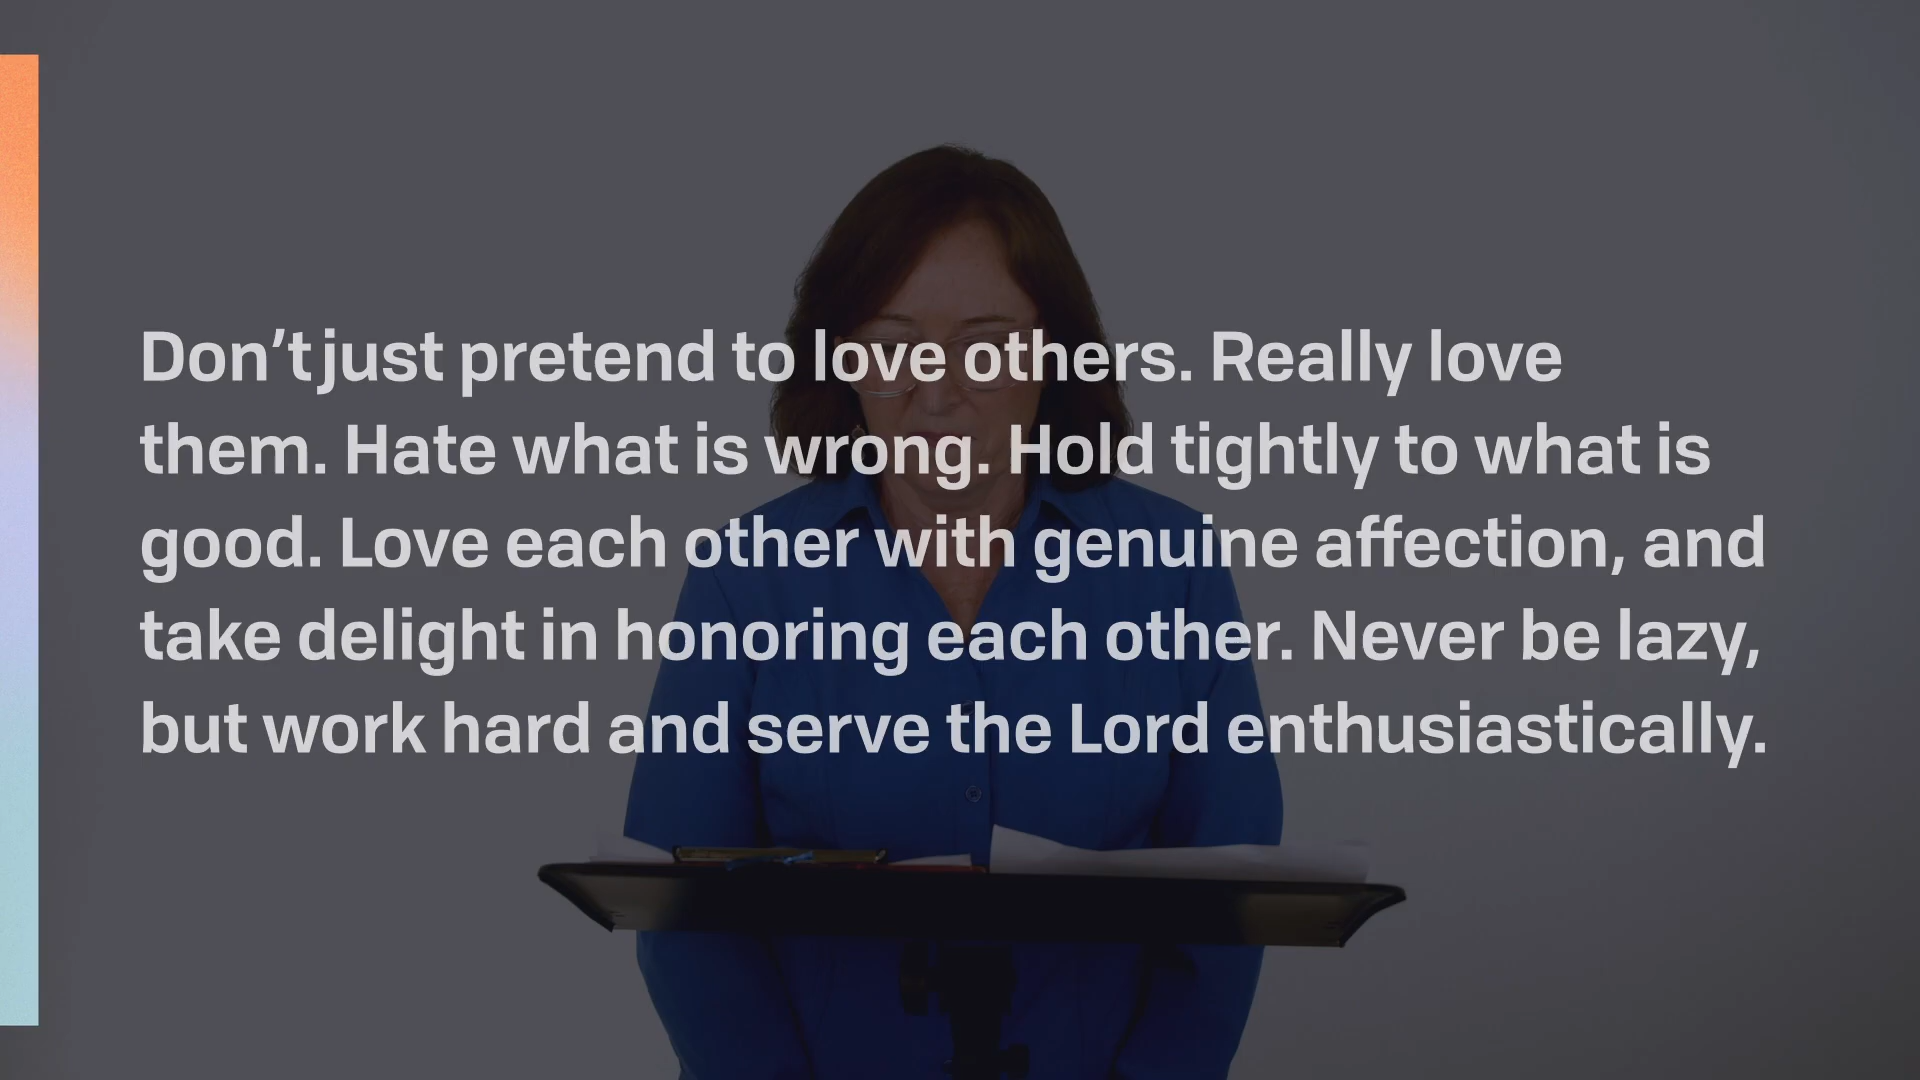 Don’t just pretend to love others. Really love
them. Hate what is wrong. Hold tightly to what is
good. Love each other with genuine affection, and
take delight in honoring each other. Never be lazy,
but work hard and serve the Lord enthusiastically.